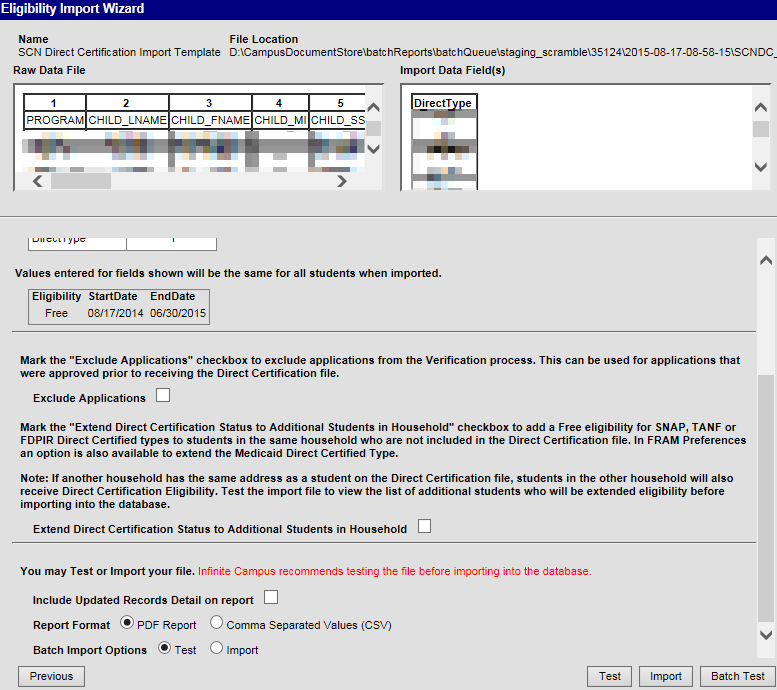 Eligibility Import Wizard
Name File Location
SCN Direct Certification Import Template D:\CampusDocumentStore\batchReports\batchQueue\staging_scramble\35124\2015-08-17-08-58-15\SCNDC_
Raw Data File Import Data Field(s)
1 2 3 4 5 DirectType
PROGRAM CHILD_LNAME CHILD_FNAME CHILD_MI CHILD_SS
DirectType
Values entered for fields shown will be the same for all students when imported.
Eligibility StartDate EndDate
Free 08/17/2014 06/30/2015
Mark the "Exclude Applications" checkbox to exclude applications from the Verification process. This can be used for applications that
were approved prior to receiving the Direct Certification file.
Exclude Applications
Mark the "Extend Direct Certification Status to Additional Students in Household" checkbox to add a Free eligibility for SNAP, TANF or
FDPIR Direct Certified types to students in the same household who are not included in the Direct Certification file. In FRAM Preferences
an option is also available to extend the Medicaid Direct Certified Type.
Note: If another household has the same address as a student on the Direct Certification file, students in the other household will also
receive Direct Certification Eligibility. Test the import file to view the list of additional students who will be extended eligibility before
importing into the database.
Extend Direct Certification Status to Additional Students in Household
You may Test or Import your file. Infinite Campus recommends testing the file before importing into the database.
Include Updated Records Detail on report
Report Format PDF Report Comma Separated Values (CSV)
Batch Import Options Test Import
Previous Test Import Batch Test